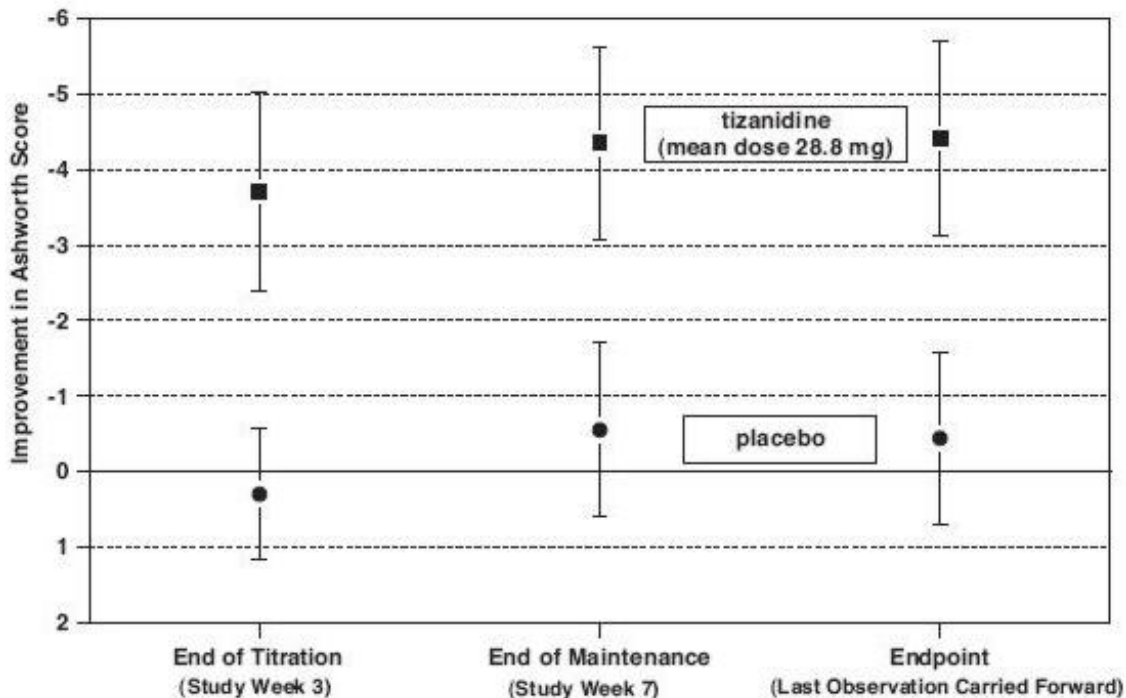 Improvement in Ashworth Score
-6
-5
-4
-3
-2
-1
0
1
2
tizanidine
(mean dose 28.8 mg)
placebo
End of Titration
(Study Week 3)
End of Maintenance
(Study Week 7)
Endpoint
(Last Observation Carried Forward)